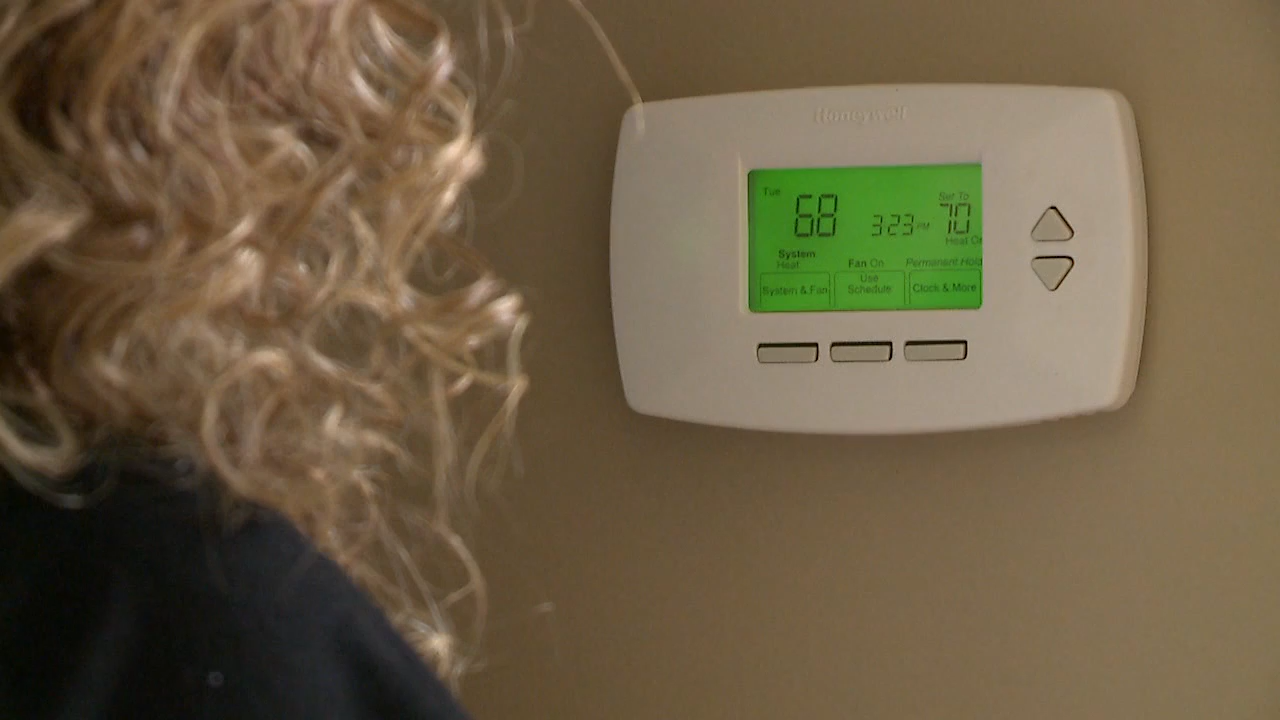 Honeywell
Tue
68
3:23 PM
Set To
70
Heat On
System
Heat
Fan On
Permanent Hold
System & Fan
Use
Schedule
Clock & More